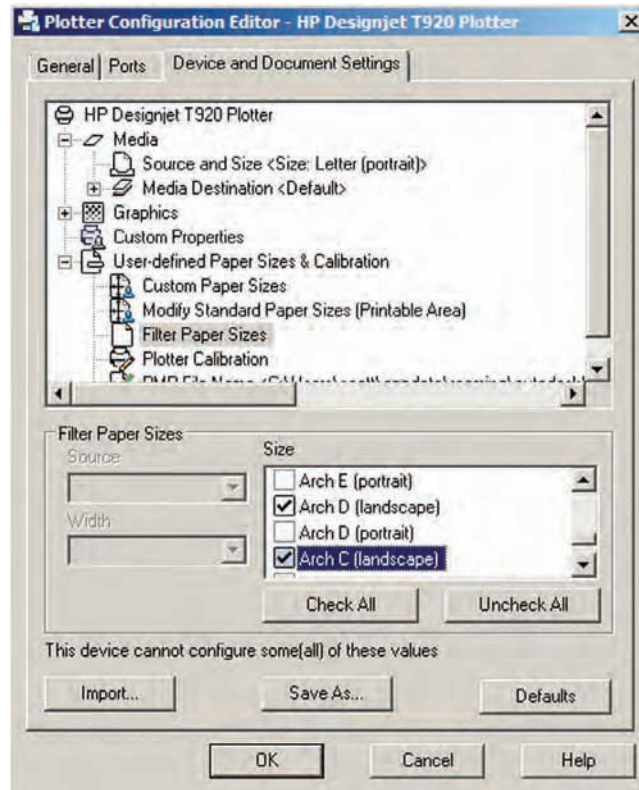 Plotter Configuration Editor - HP Designjet T920 Plotter
General Ports Device and Document Settings
HP Designjet T920 Plotter
Media
Source and Size <Size: Letter (portrait)>
Media Destination <Default>
Graphics
Custom Properties
User-defined Paper Sizes & Calibration
Custom Paper Sizes
Modify Standard Paper Sizes (Printable Area)
Filter Paper Sizes
Plotter Calibration
PMP File Name
Filter Paper Sizes
Source
Size
Width
Arch E (portrait)
Arch D (landscape)
Arch D (portrait)
Arch C (landscape)
Check All Uncheck All
This device cannot configure some(all) of these values
Import... Save As... Defaults
OK Cancel Help